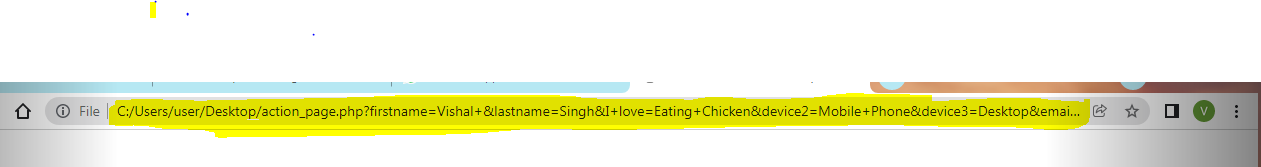 File C:/Users/user/Desktop/action_page.php?firstname=Vishal+&lastname=Singh&I+love=Eating+Chicken&device2=Mobile+Phone&device3=Desktop&emai... V